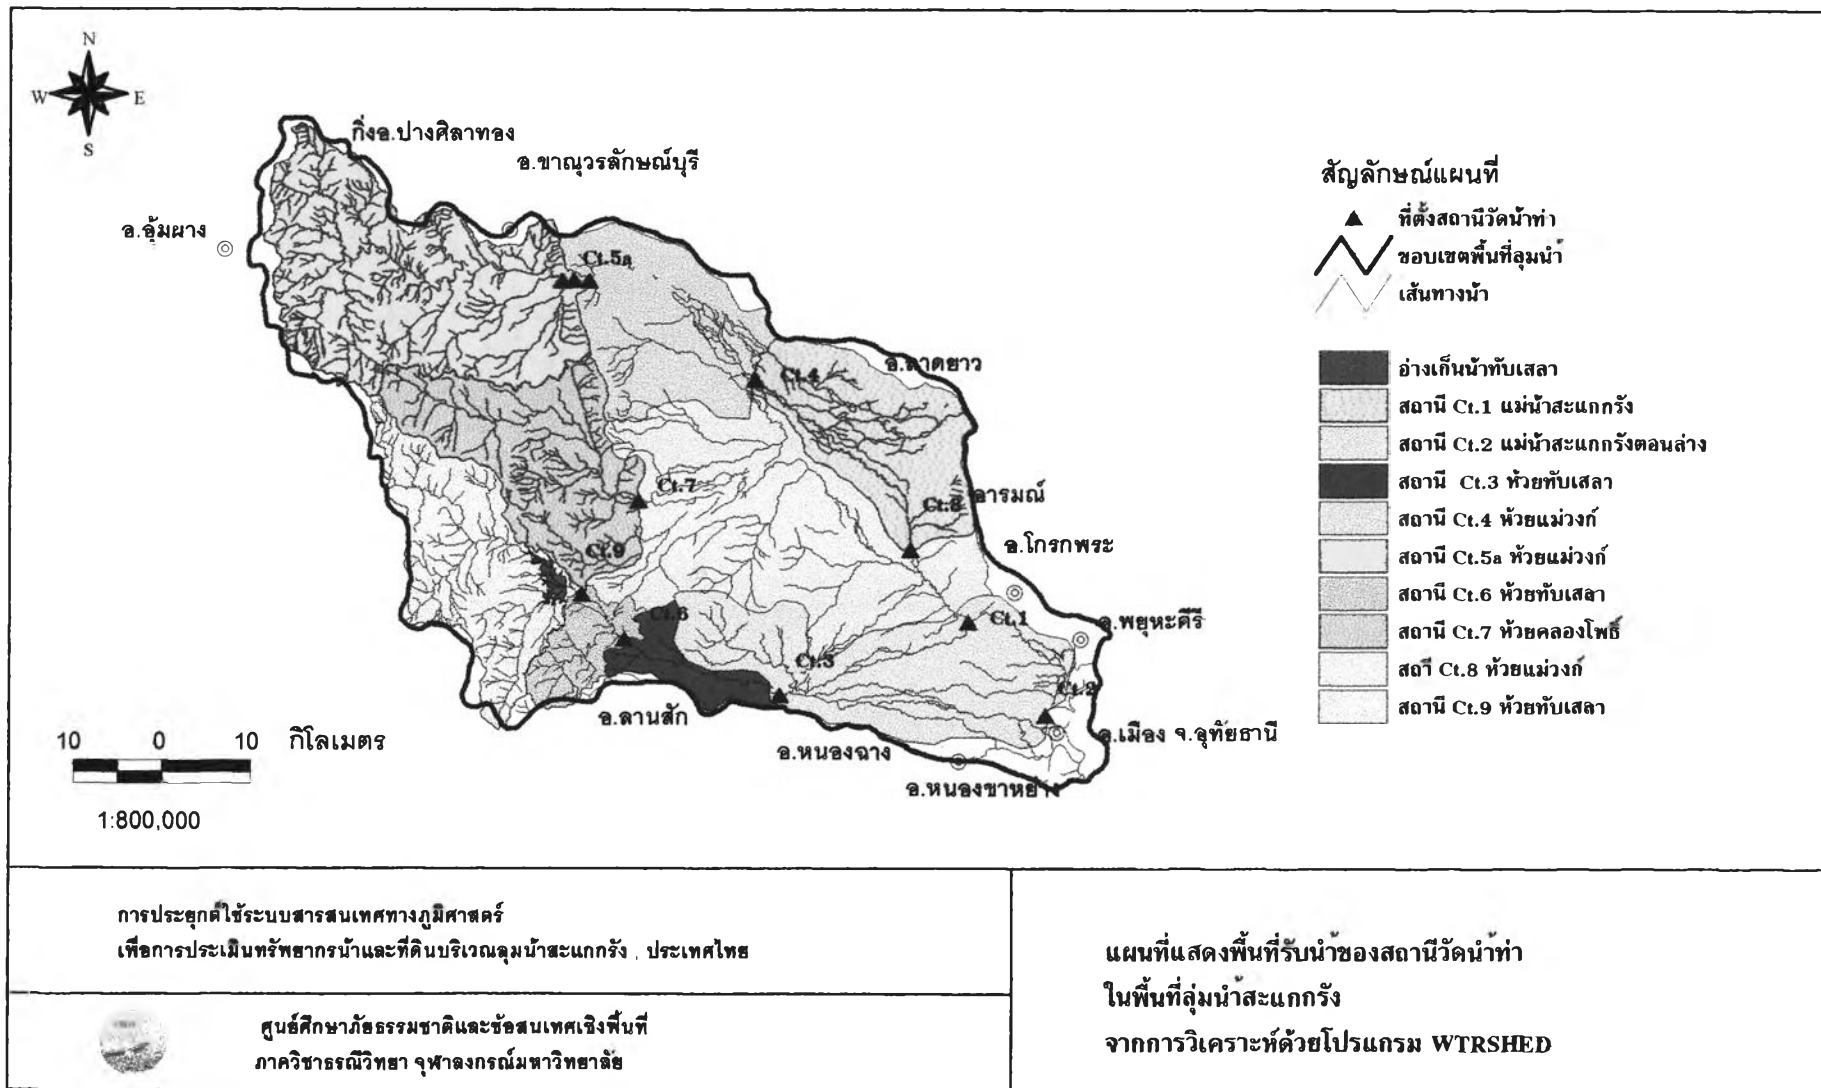 N
W E
S
กิ่งอ.ปางศิลาทอง
อ.ขาณุวรลักษณ์บุรี
อ.อุ้มผาง
Ct.5a
อ.ลาดยาว
Ct.4
Ct.7
Ct.8
อารมณ์
Ct.9
อ.โกรกพระ
Ct.6
Ct.1
อ.พยุหะคีรี
Ct.3
Ct.2
อ.ลานสัก
อ.เมือง จ.อุทัยธานี
อ.หนองฉาง
อ.หนองขาหย่าง
10 0 10 กิโลเมตร
1:800,000
สัญลักษณ์แผนที่
ที่ตั้งสถานีวัดน้ำท่า
ขอบเขตพื้นที่ลุ่มน้ำ
เส้นทางน้ำ
อ่างเก็บน้ำทับเสลา
สถานี Ct.1 แม่น้ำสะแกกรัง
สถานี Ct.2 แม่น้ำสะแกกรังตอนล่าง
สถานี Ct.3 ห้วยทับเสลา
สถานี Ct.4 ห้วยแม่วงก์
สถานี Ct.5a ห้วยแม่วงก์
สถานี Ct.6 ห้วยทับเสลา
สถานี Ct.7 ห้วยคลองโพธิ์
สถานี Ct.8 ห้วยแม่วงก์
สถานี Ct.9 ห้วยทับเสลา
การประยุกต์ใช้ระบบสารสนเทศทางภูมิศาสตร์
เพื่อการประเมินทรัพยากรน้ำและที่ดินบริเวณลุ่มน้ำสะแกกรัง , ประเทศไทย
ศูนย์ศึกษาภัยธรรมชาติและข้อสนเทศเชิงพื้นที่
ภาควิชาธรณีวิทยา จุฬาลงกรณ์มหาวิทยาลัย
แผนที่แสดงพื้นที่รับน้ำของสถานีวัดน้ำท่า
ในพื้นที่ลุ่มน้ำสะแกกรัง
จากการวิเคราะห์ด้วยโปรแกรม WTRSHED